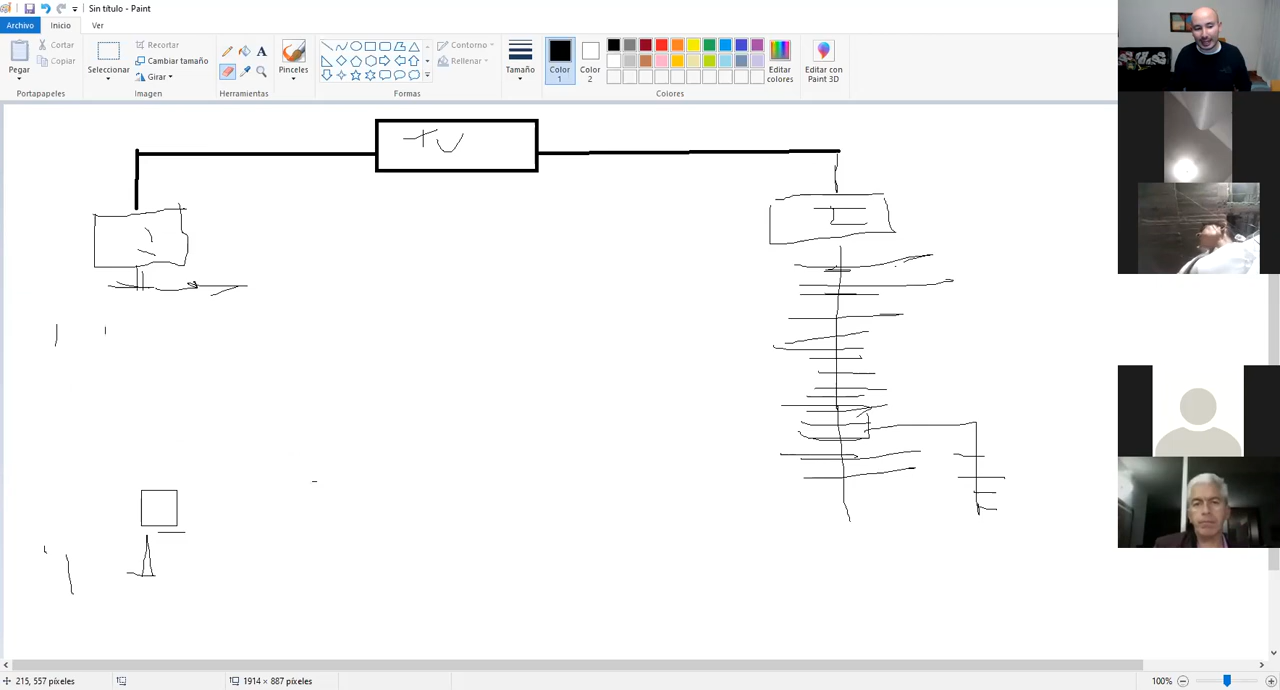 Sin título - Paint
Archivo Inicio Ver
Pegar
Cortar
Copiar
Portapapeles
Seleccionar
Recortar
Cambiar tamaño
Girar
Imagen
A
Herramientas
Pinceles
Contorno
Rellenar
Formas
Tamaño
Color 1
Color 2
Editar colores
Colores
Editar con Paint 3D
215, 557 píxeles
1914 × 887 píxeles
100%